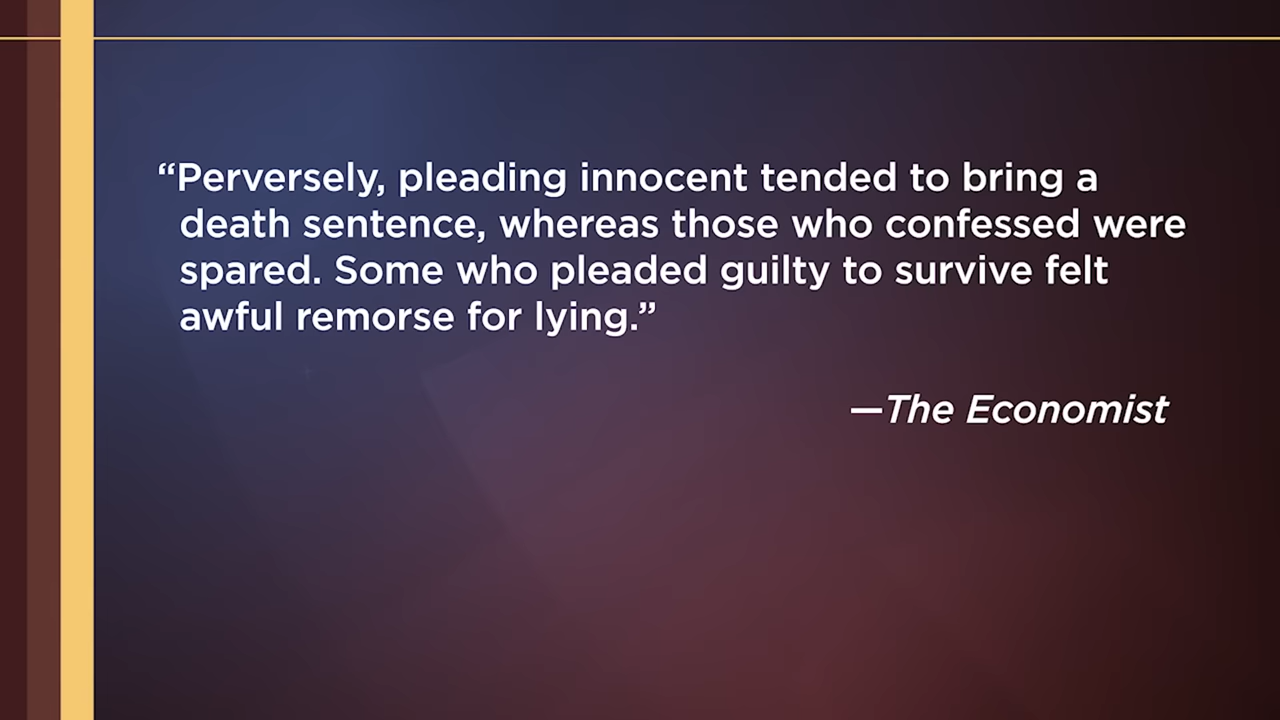 “Perversely, pleading innocent tended to bring a
death sentence, whereas those who confessed were
spared. Some who pleaded guilty to survive felt
awful remorse for lying.”
—The Economist